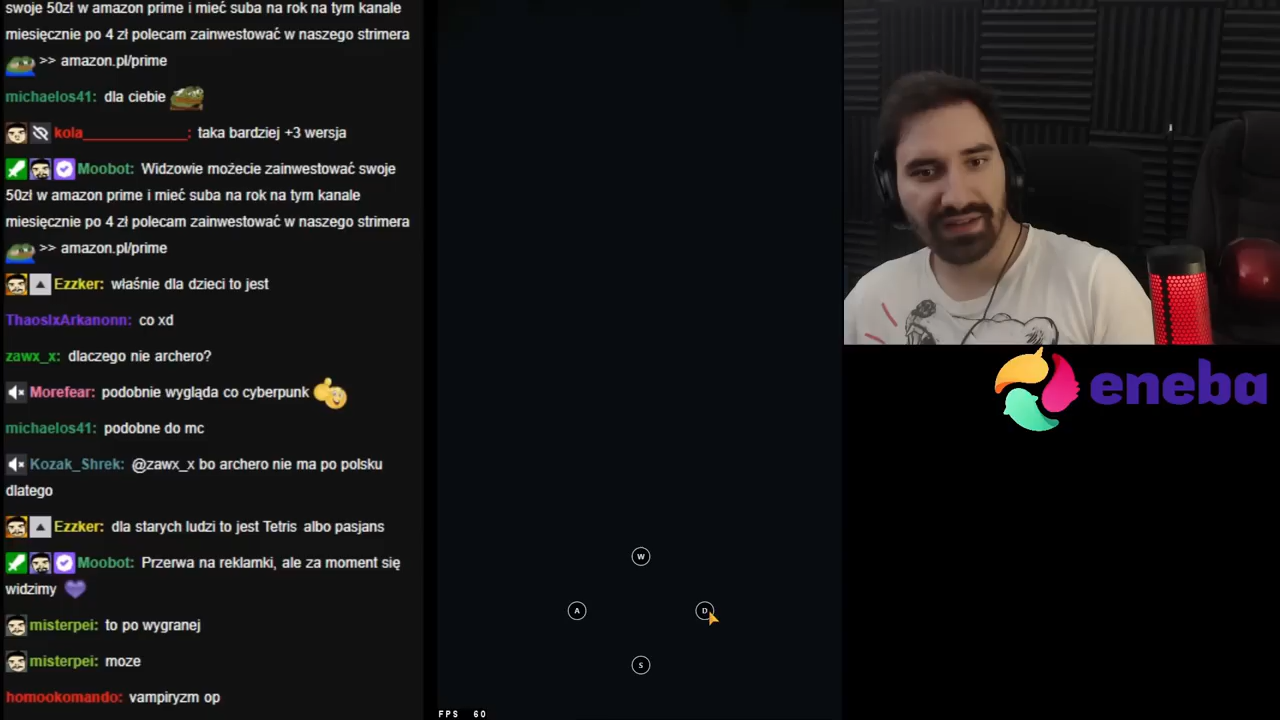 swoje 50zł w amazon prime i mieć suba na rok na tym kanale
miesięcznie po 4 zł polecam zainwestować w naszego strimera
>> amazon.pl/prime
michaelos41: dla ciebie
kola_____________: taka bardziej +3 wersja
Moobot: Widzowie możecie zainwestować swoje
50zł w amazon prime i mieć suba na rok na tym kanale
miesięcznie po 4 zł polecam zainwestować w naszego strimera
>> amazon.pl/prime
Ezzker: właśnie dla dzieci to jest
ThaosIxArkanonn: co xd
zawx_x: dlaczego nie archero?
Morefear: podobnie wygląda co cyberpunk
michaelos41: podobne do mc
Kozak_Shrek: @zawx_x bo archero nie ma po polsku
dlatego
Ezzker: dla starych ludzi to jest Tetris albo pasjans
Moobot: Przerwa na reklamki, ale za moment się
widzimy
misterpei: to po wygranej
misterpei: moze
homookomando: vampiryzm op
W
A
D
S
FPS 60
eneba